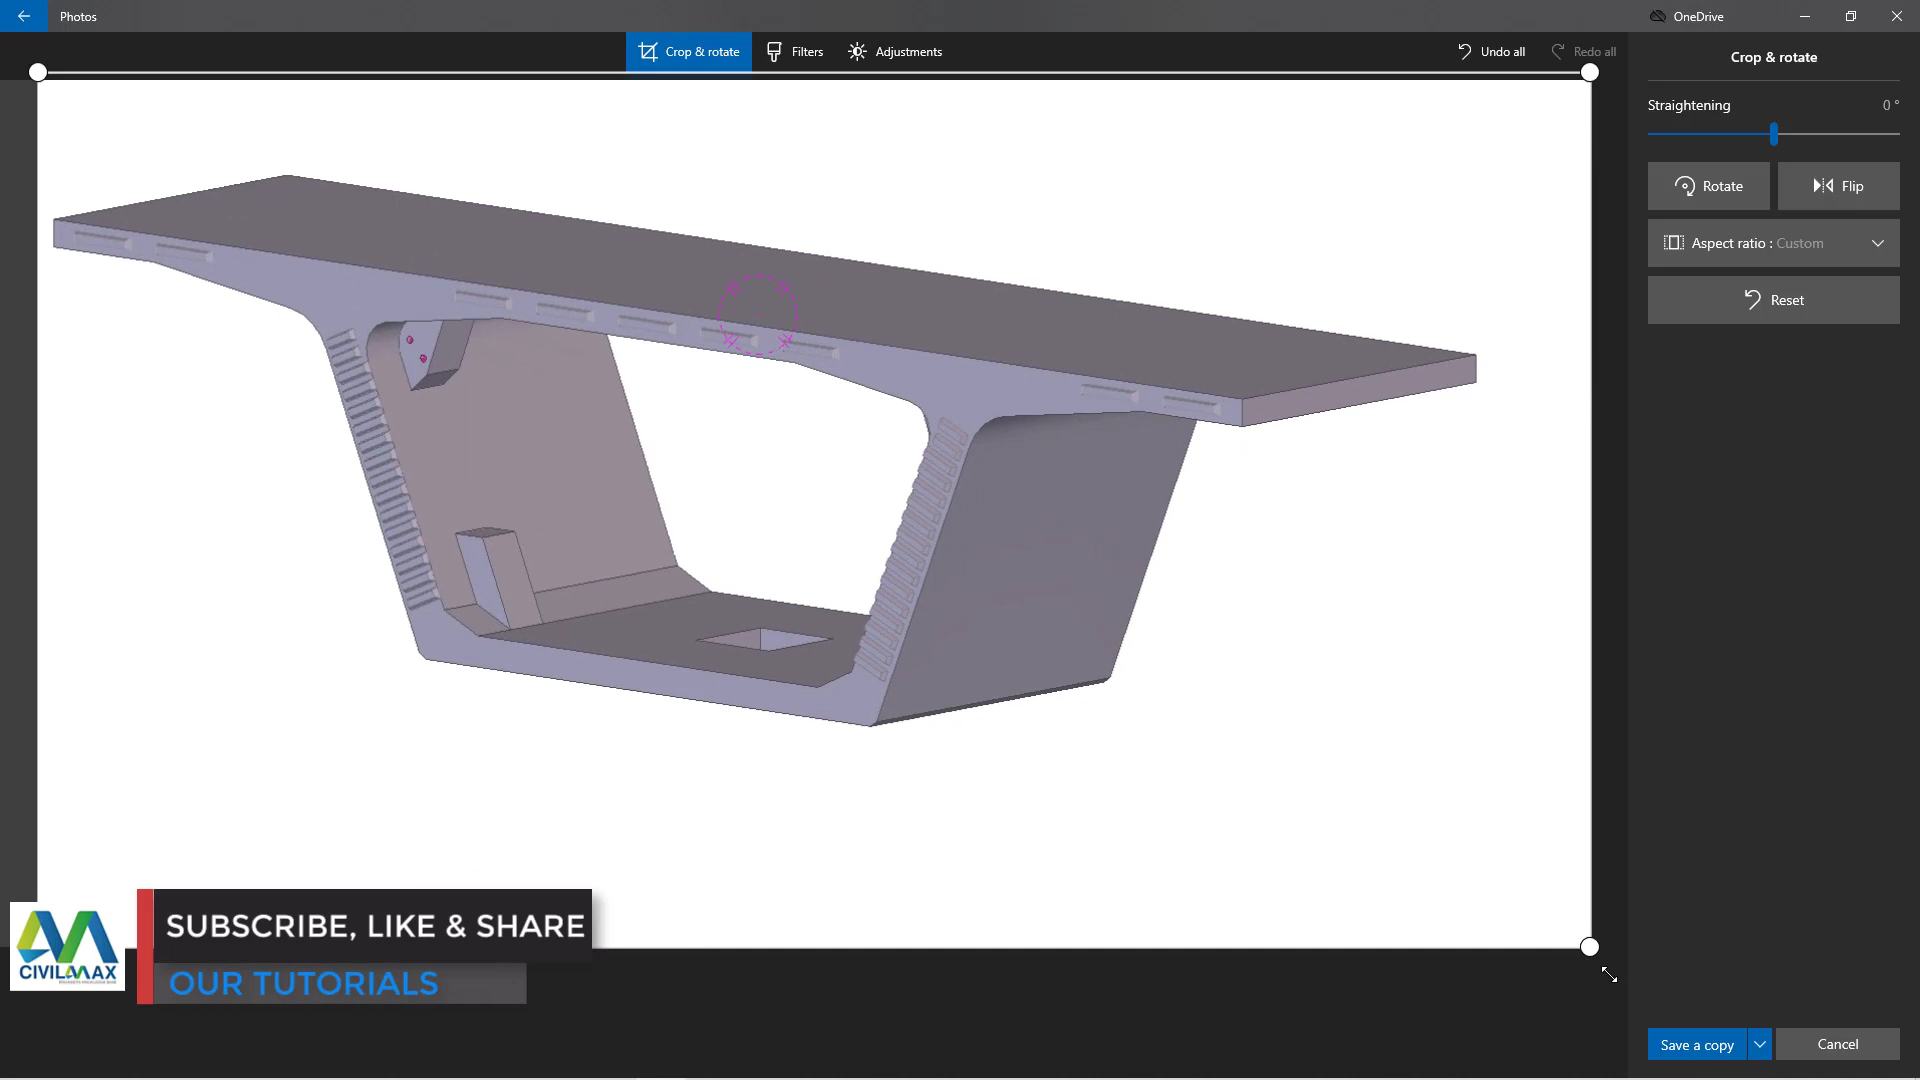 Photos
OneDrive
Crop & rotate
Filters
Adjustments
Undo all
Redo all
Crop & rotate
Straightening
0 °
Rotate
Flip
Aspect ratio : Custom
Reset
SUBSCRIBE, LIKE & SHARE
OUR TUTORIALS
CIVILMAX
Save a copy
Cancel